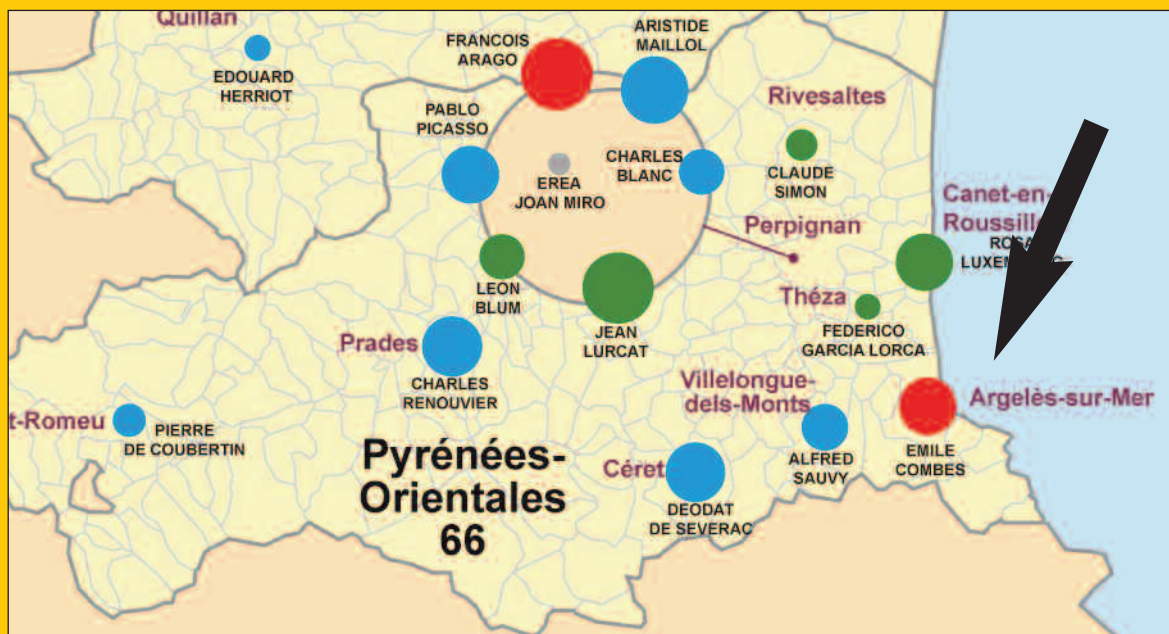 Quillan
EDOUARD
HERRIOT
FRANCOIS
ARAGO
ARISTIDE
MAILLOL
PABLO
PICASSO
EREA
JOAN MIRO
CHARLES
BLANC
Rivesaltes
CLAUDE
SIMON
Canet-en-
Perpignan
ROSA
LEON
BLUM
JEAN
LURCAT
Théza
FEDERICO
GARCIA LORCA
Prades
CHARLES
RENOUVIER
Villelongue-
dels-Monts
ALFRED
SAUVY
Argelès-sur-Mer
EMILE
COMBES
t-Romeu
PIERRE
DE COUBERTIN
Pyrénées-
Orientales
66
Céret
DEODAT
DE SEVERAC